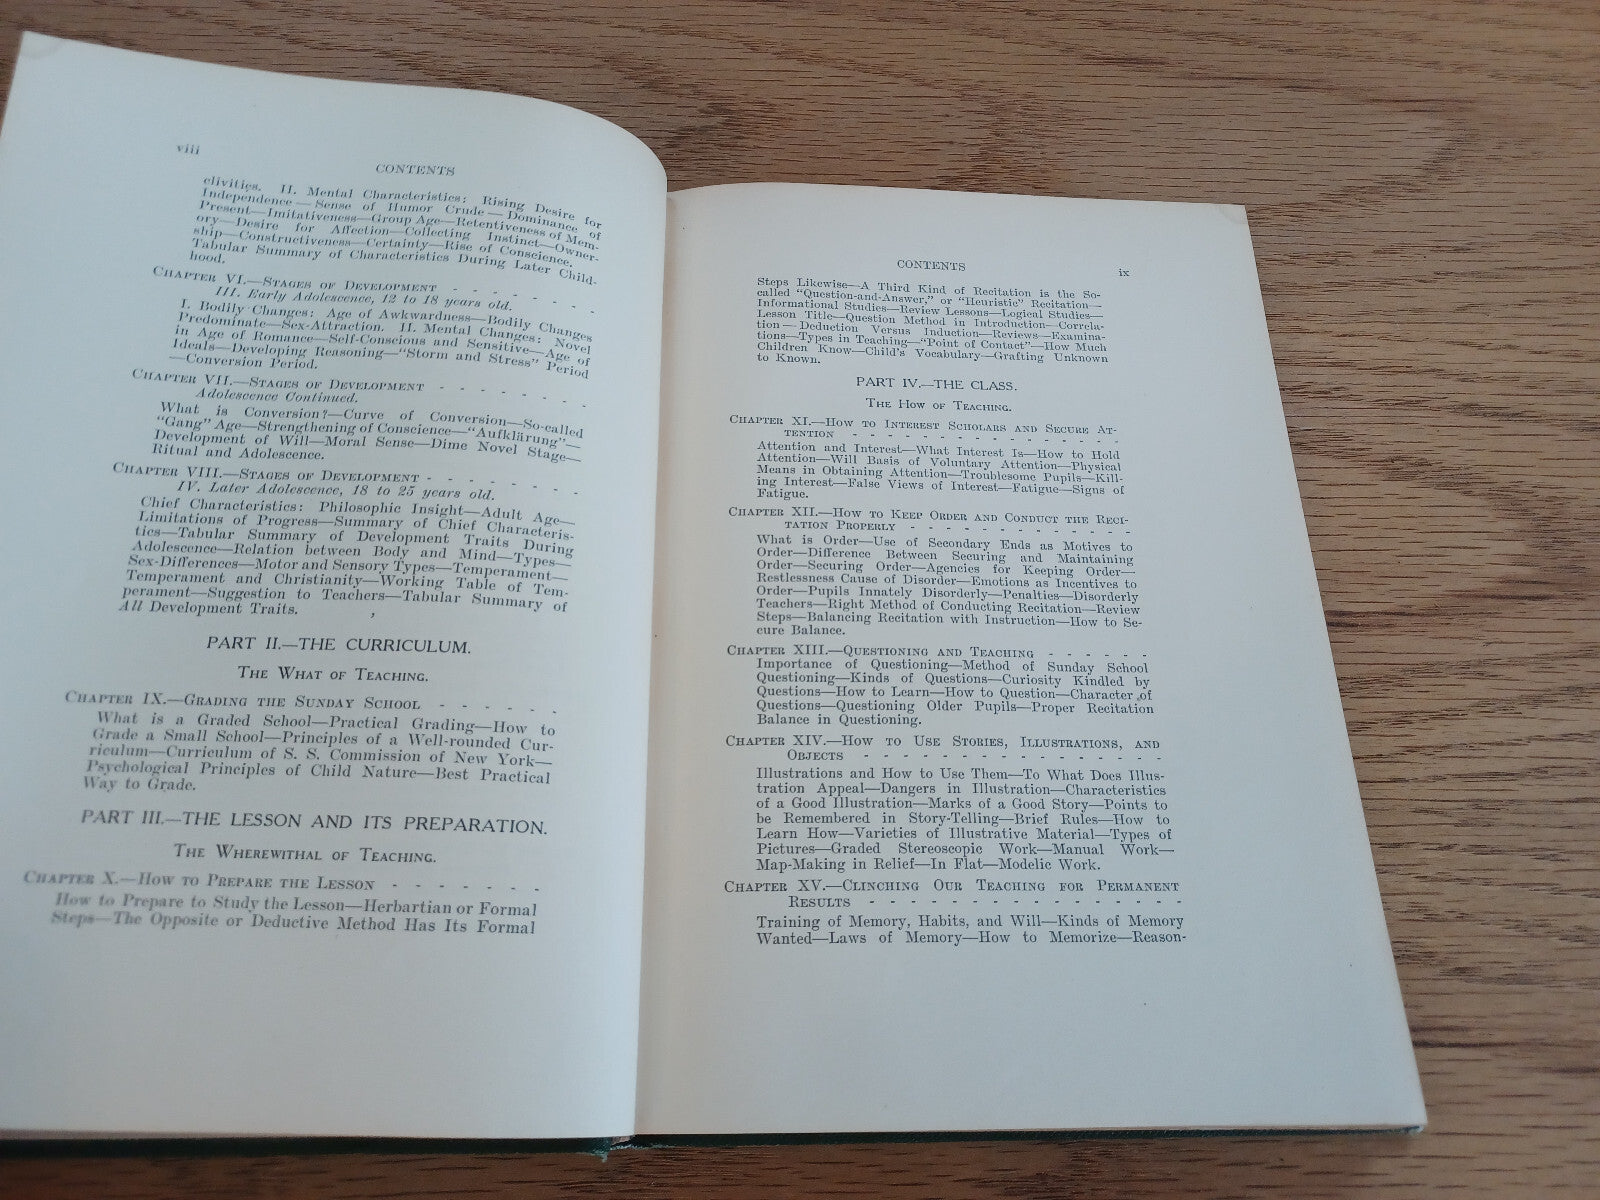 viii
CONTENTS
clivities. II. Mental Characteristics: Rising Desire for
Independence—Sense of Humor Crude—Dominance of
Present—Imitativeness—Group Age—Retentiveness of Mem-
ory—Desire for Affection—Collecting Instinct—Owner-
ship—Constructiveness—Certainty—Rise of Conscience.
Tabular Summary of Characteristics During Later Child-
hood.
CHAPTER VI.—STAGES OF DEVELOPMENT - - - - - - -
III. Early Adolescence, 12 to 18 years old.
I. Bodily Changes: Age of Awkwardness—Bodily Changes
Predominate—Sex-Attraction. II. Mental Changes: Novel
in Age of Romance—Self-Conscious and Sensitive—Age of
Ideals—Developing Reasoning—"Storm and Stress" Period
—Conversion Period.
CHAPTER VII.—STAGES OF DEVELOPMENT - - - - - - -
Adolescence Continued.
What is Conversion?—Curve of Conversion—So-called
"Gang" Age—Strengthening of Conscience—"Aufklärung"—
Development of Will—Moral Sense—Dime Novel Stage—
Ritual and Adolescence.
CHAPTER VIII.—STAGES OF DEVELOPMENT - - - - - - -
IV. Later Adolescence, 18 to 25 years old.
Chief Characteristics: Philosophic Insight—Adult Age—
Limitations of Progress—Summary of Chief Characteris-
tics—Tabular Summary of Development Traits During
Adolescence—Relation between Body and Mind—Types—
Sex-Differences—Motor and Sensory Types—Temperament—
Temperament and Christianity—Working Table of Tem-
perament—Suggestion to Teachers—Tabular Summary of
All Development Traits.
PART II.—THE CURRICULUM.
THE WHAT OF TEACHING.
CHAPTER IX.—GRADING THE SUNDAY SCHOOL - - - - - -
What is a Graded School—Practical Grading—How to
Grade a Small School—Principles of a Well-rounded Cur-
riculum—Curriculum of S. S. Commission of New York—
Psychological Principles of Child Nature—Best Practical
Way to Grade.
PART III.—THE LESSON AND ITS PREPARATION.
THE WHEREWITHAL OF TEACHING.
CHAPTER X.—HOW TO PREPARE THE LESSON - - - - - - -
How to Prepare to Study the Lesson—Herbartian or Formal
Steps—The Opposite or Deductive Method Has Its Formal
CONTENTS
ix
Steps Likewise—A Third Kind of Recitation is the So-
called "Question-and-Answer," or "Heuristic" Recitation—
Informational Studies—Review Lessons—Logical Studies—
Lesson Title—Question Method in Introduction—Correla-
tion—Deduction Versus Induction—Reviews—Examina-
tions—Types in Teaching—"Point of Contact"—How Much
Children Know—Child's Vocabulary—Grafting Unknown
to Known.
PART IV.—THE CLASS.
THE HOW OF TEACHING.
CHAPTER XI.—HOW TO INTEREST SCHOLARS AND SECURE AT-
TENTION - - - - - - - - - - - - - - - -
Attention and Interest—What Interest Is—How to Hold
Attention—Will Basis of Voluntary Attention—Physical
Means in Obtaining Attention—Troublesome Pupils—Kill-
ing Interest—False Views of Interest—Fatigue—Signs of
Fatigue.
CHAPTER XII.—HOW TO KEEP ORDER AND CONDUCT THE RECI-
TATION PROPERLY - - - - - - - - - - - - -
What is Order—Use of Secondary Ends as Motives to
Order—Difference Between Securing and Maintaining
Order—Securing Order—Agencies for Keeping Order—
Restlessness Cause of Disorder—Emotions as Incentives to
Order—Pupils Innately Disorderly—Penalties—Disorderly
Teachers—Right Method of Conducting Recitation—Review
Steps—Balancing Recitation with Instruction—How to Se-
cure Balance.
CHAPTER XIII.—QUESTIONING AND TEACHING - - - - - -
Importance of Questioning—Method of Sunday School
Questioning—Kinds of Questions—Curiosity Kindled by
Questions—How to Learn—How to Question—Character of
Questions—Questioning Older Pupils—Proper Recitation
Balance in Questioning.
CHAPTER XIV.—HOW TO USE STORIES, ILLUSTRATIONS, AND
OBJECTS - - - - - - - - - - - - - - - -
Illustrations and How to Use Them—To What Does Illus-
tration Appeal—Dangers in Illustration—Characteristics
of a Good Illustration—Marks of a Good Story—Points to
be Remembered in Story-Telling—Brief Rules—How to
Learn How—Varieties of Illustrative Material—Types of
Pictures—Graded Stereoscopic Work—Manual Work—
Map-Making in Relief—In Flat—Modelic Work.
CHAPTER XV.—CLINCHING OUR TEACHING FOR PERMANENT
RESULTS - - - - - - - - - - - - - - - -
Training of Memory, Habits, and Will—Kinds of Memory
Wanted—Laws of Memory—How to Memorize—Reason-